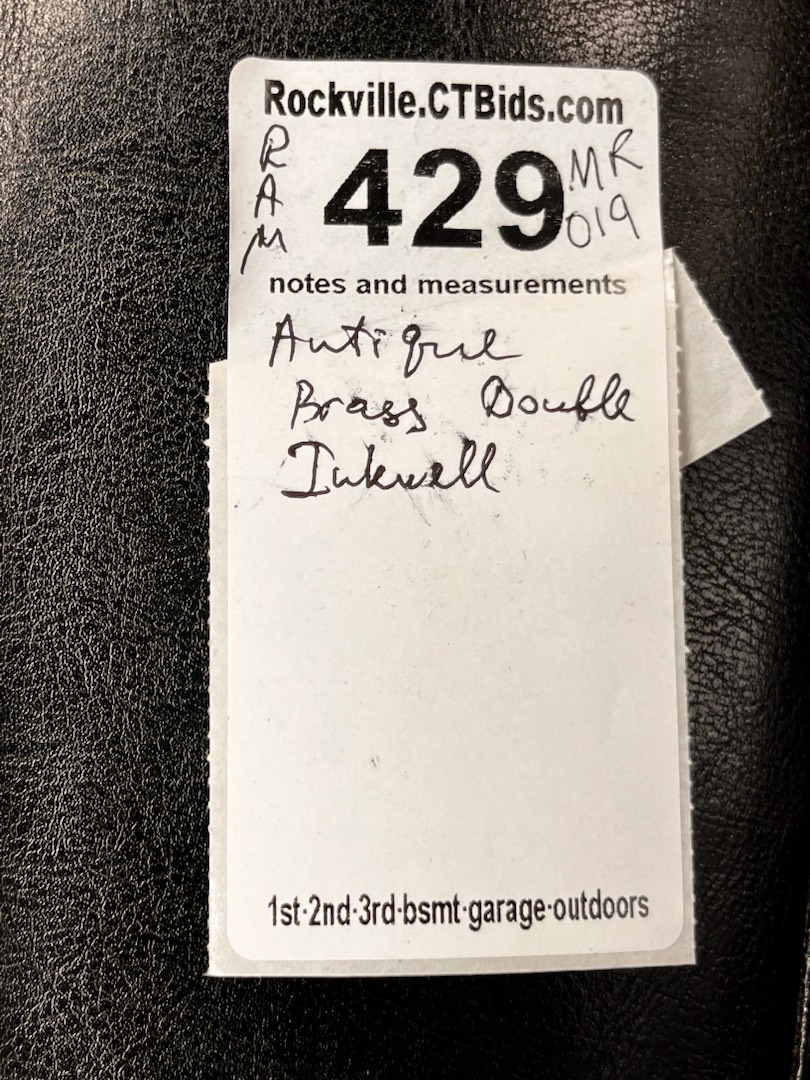 Rockville.CTBids.com
RAM
429
MR
019
notes and measurements
Antique
Brass Double
Inkwell
1st·2nd·3rd·bsmt·garage·outdoors